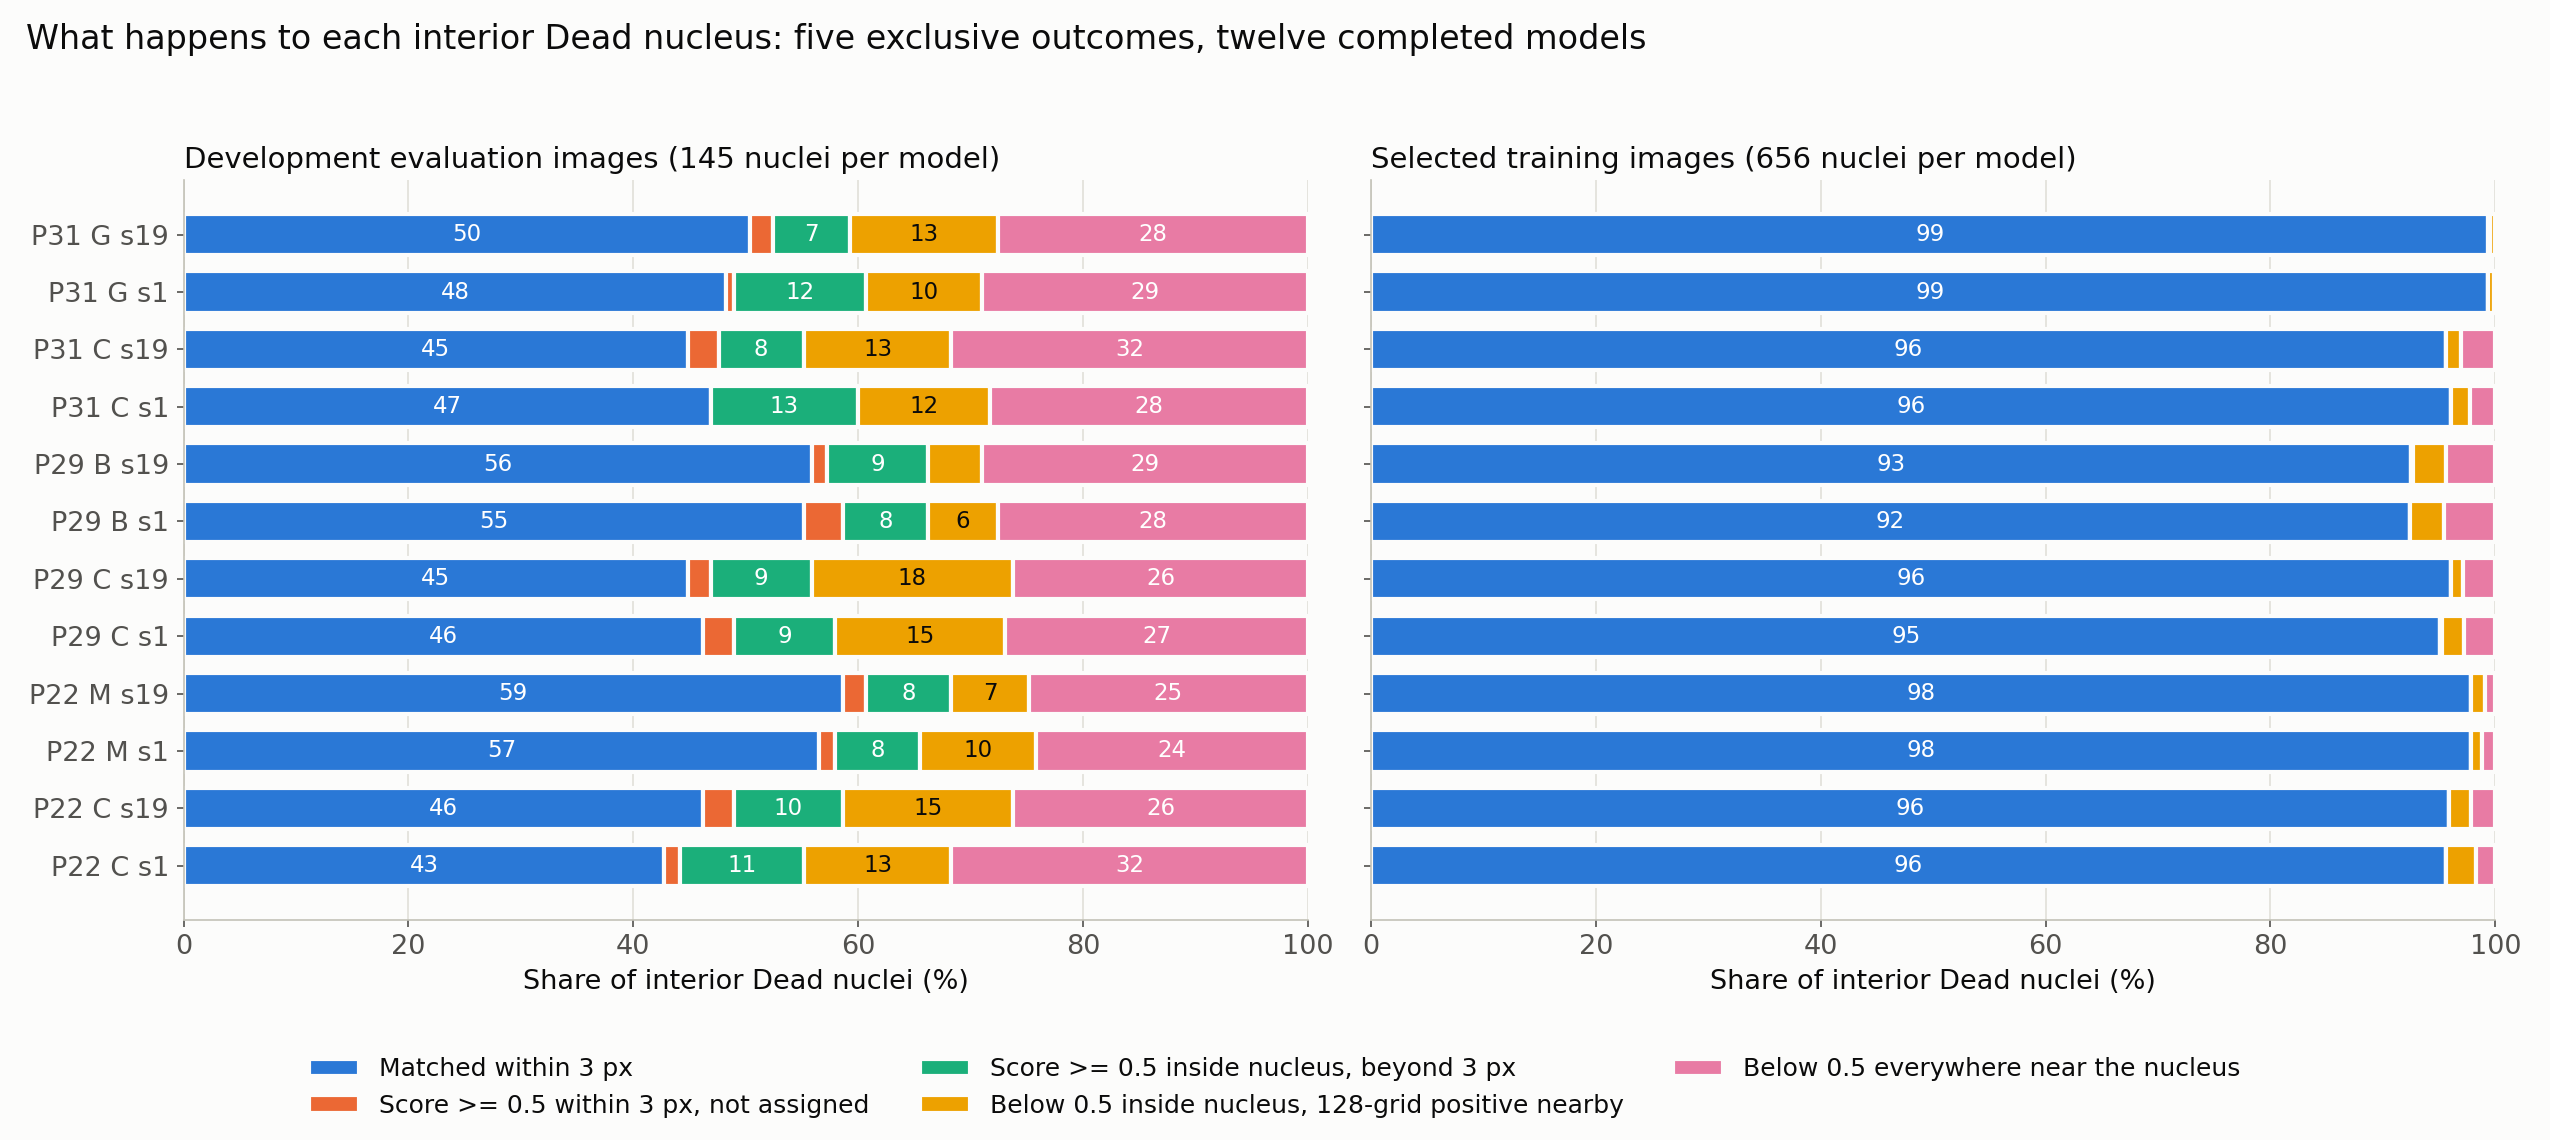 What happens to each interior Dead nucleus: five exclusive outcomes, twelve completed models
Development evaluation images (145 nuclei per model)
P31 G s19 50 7 13 28
P31 G s1 48 12 10 29
P31 C s19 45 8 13 32
P31 C s1 47 13 12 28
P29 B s19 56 9 29
P29 B s1 55 8 6 28
P29 C s19 45 9 18 26
P29 C s1 46 9 15 27
P22 M s19 59 8 7 25
P22 M s1 57 8 10 24
P22 C s19 46 10 15 26
P22 C s1 43 11 13 32
0 20 40 60 80 100
Share of interior Dead nuclei (%)
Selected training images (656 nuclei per model)
99
99
96
96
93
92
96
95
98
98
96
96
0 20 40 60 80 100
Share of interior Dead nuclei (%)
Matched within 3 px
Score >= 0.5 within 3 px, not assigned
Score >= 0.5 inside nucleus, beyond 3 px
Below 0.5 inside nucleus, 128-grid positive nearby
Below 0.5 everywhere near the nucleus